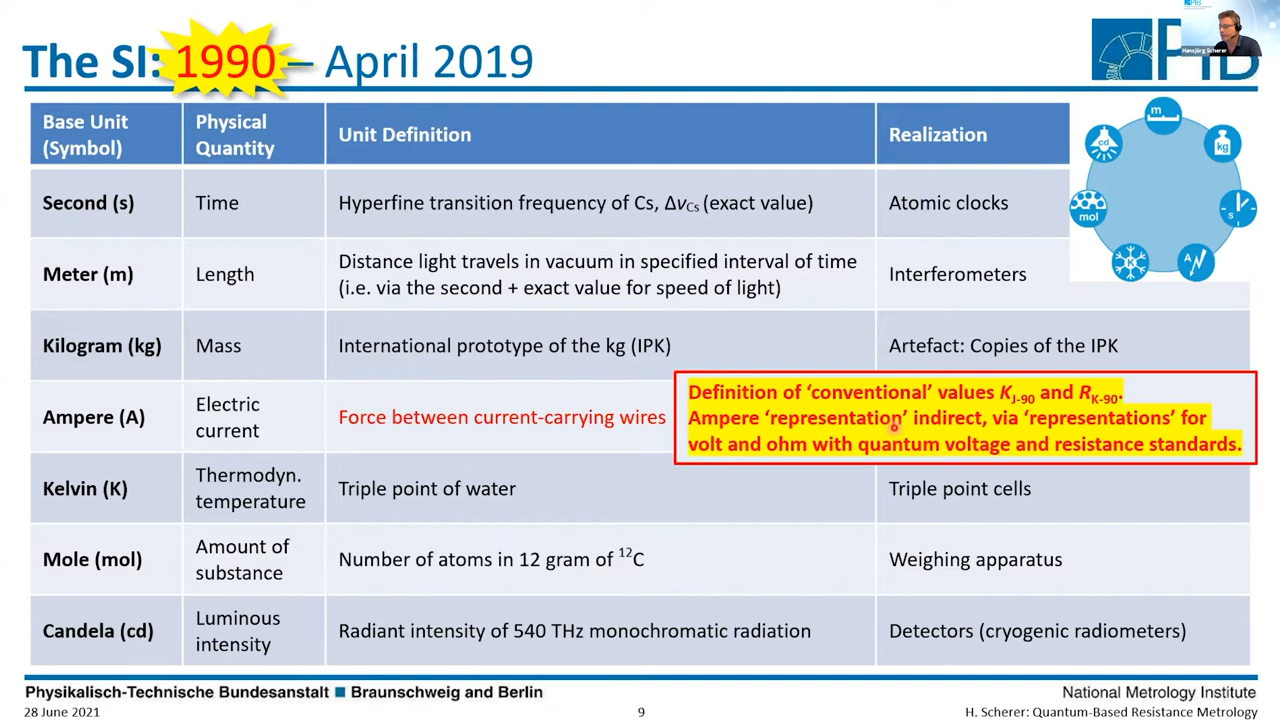 PTB
Hansjörg Scherer
The SI: 1990 – April 2019
PTB
Base Unit
(Symbol)
Physical
Quantity
Unit Definition
Realization
m
cd
kg
mol
s
K
A
Second (s)
Time
Hyperfine transition frequency of Cs, ΔνCs (exact value)
Atomic clocks
Meter (m)
Length
Distance light travels in vacuum in specified interval of time
(i.e. via the second + exact value for speed of light)
Interferometers
Kilogram (kg)
Mass
International prototype of the kg (IPK)
Artefact: Copies of the IPK
Ampere (A)
Electric
current
Force between current-carrying wires
Definition of ‘conventional’ values KJ-90 and RK-90.
Ampere ‘representation’ indirect, via ‘representations’ for
volt and ohm with quantum voltage and resistance standards.
Kelvin (K)
Thermodyn.
temperature
Triple point of water
Triple point cells
Mole (mol)
Amount of
substance
Number of atoms in 12 gram of 12C
Weighing apparatus
Candela (cd)
Luminous
intensity
Radiant intensity of 540 THz monochromatic radiation
Detectors (cryogenic radiometers)
Physikalisch-Technische Bundesanstalt ■ Braunschweig and Berlin
National Metrology Institute
28 June 2021
9
H. Scherer: Quantum-Based Resistance Metrology